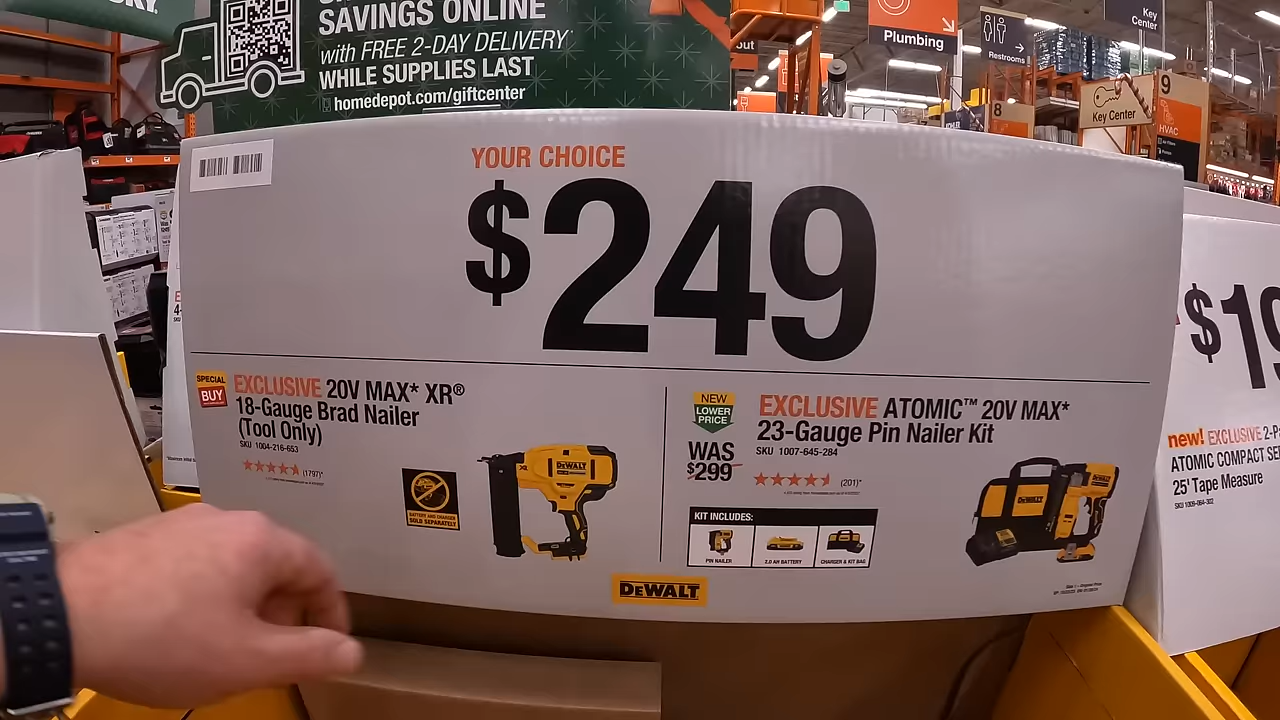 SAVINGS ONLINE
with FREE 2-DAY DELIVERY
WHILE SUPPLIES LAST
homedepot.com/giftcenter
Plumbing
Restrooms
Key
Center
Key Center
8
9
HVAC
YOUR CHOICE
$249
SPECIAL
BUY
EXCLUSIVE 20V MAX* XR®
18-Gauge Brad Nailer
(Tool Only)
SKU 1004-216-653
(1797)*
BATTERY AND CHARGER
SOLD SEPARATELY
DEWALT
XR
NEW
LOWER
PRICE
WAS
$299
EXCLUSIVE ATOMIC™ 20V MAX*
23-Gauge Pin Nailer Kit
SKU 1007-645-284
(201)*
KIT INCLUDES:
PIN NAILER
2.0 AH BATTERY
CHARGER & KIT BAG
DEWALT
DEWALT
DEWALT
$19
new! EXCLUSIVE 2-P
ATOMIC COMPACT SE
25' Tape Measure